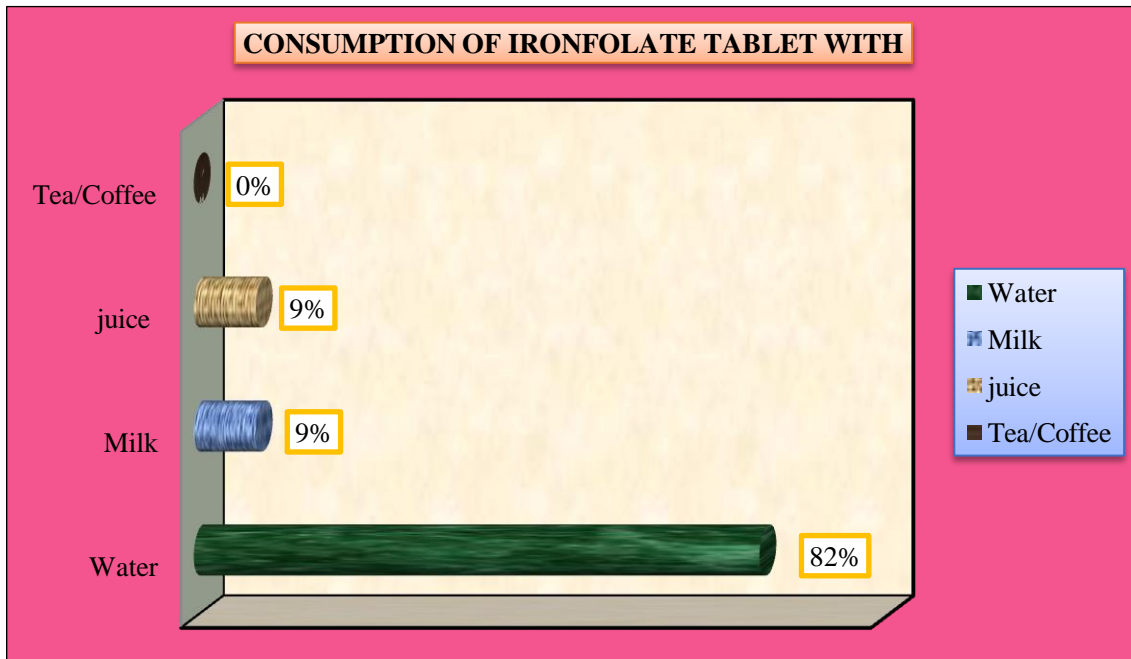 CONSUMPTION OF IRONFOLATE TABLET WITH
Tea/Coffee
0%
juice
9%
Milk
9%
Water
82%
Water
Milk
juice
Tea/Coffee